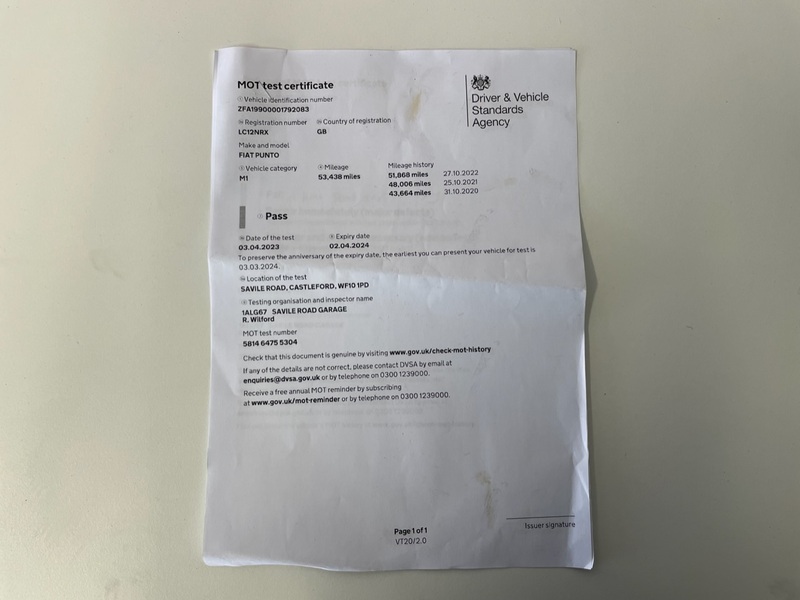 MOT test certificate
Driver & Vehicle
Standards
Agency
Vehicle identification number
ZFA19900001792083
Registration number Country of registration
LC12NRX GB
Make and model
FIAT PUNTO
Vehicle category Mileage Mileage history
M1 53,438 miles 51,868 miles 27.10.2022
48,006 miles 25.10.2021
43,664 miles 31.10.2020
Pass
Date of the test Expiry date
03.04.2023 02.04.2024
To preserve the anniversary of the expiry date, the earliest you can present your vehicle for test is
03.03.2024.
Location of the test
SAVILE ROAD, CASTLEFORD, WF10 1PD
Testing organisation and inspector name
1ALG67 SAVILE ROAD GARAGE
R. Wilford
MOT test number
5814 6475 5304
Check that this document is genuine by visiting www.gov.uk/check-mot-history
If any of the details are not correct, please contact DVSA by email at
enquiries@dvsa.gov.uk or by telephone on 0300 1239000.
Receive a free annual MOT reminder by subscribing
at www.gov.uk/mot-reminder or by telephone on 0300 1239000.
Issuer signature
Page 1 of 1
VT20/2.0